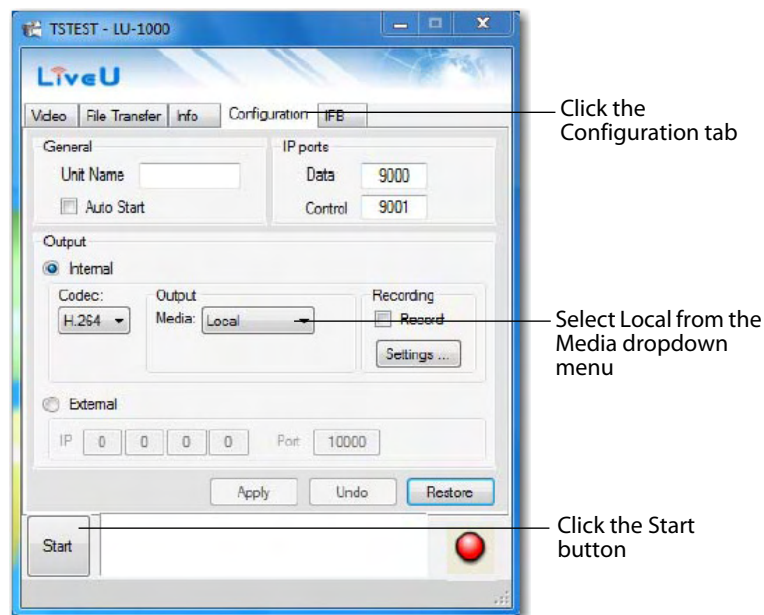 TSTEST - LU-1000
LiveU
Video File Transfer Info Configuration IFB
Click the
Configuration tab
General
Unit Name
Auto Start
IP ports
Data 9000
Control 9001
Output
Internal
Codec:
H.264
Output
Media: Local
Recording
Record
Settings ...
Select Local from the
Media dropdown
menu
External
IP 0 0 0 0 Port 10000
Apply Undo Restore
Start
Click the Start
button